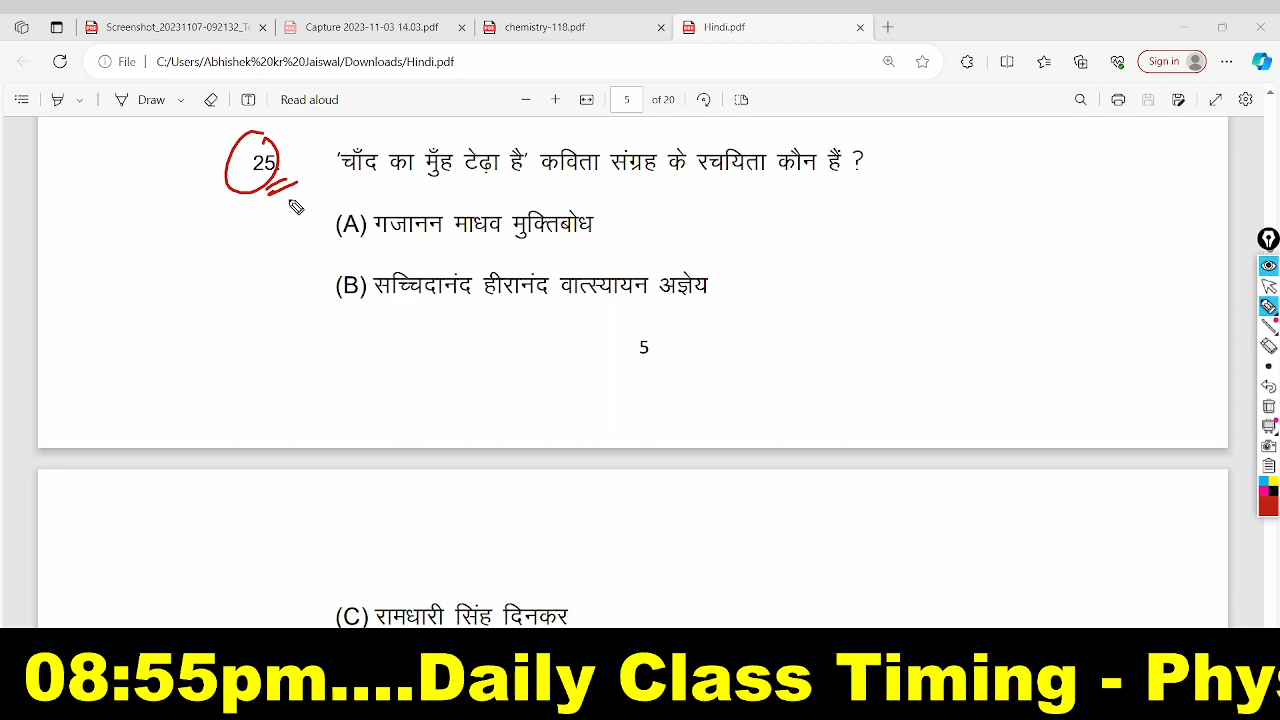 Screenshot_20231107-092132_Te
Capture 2023-11-03 14.03.pdf
chemistry-118.pdf
Hindi.pdf
File
C:/Users/Abhishek%20kr%20Jaiswal/Downloads/Hindi.pdf
Sign in
Draw
Read aloud
5
of 20
25. 'चाँद का मुँह टेढ़ा है' कविता संग्रह के रचयिता कौन हैं ?
(A) गजानन माधव मुक्तिबोध
(B) सच्चिदानंद हीरानंद वात्स्यायन अज्ञेय
5
(C) रामधारी सिंह दिनकर
08:55pm....Daily Class Timing - Phys